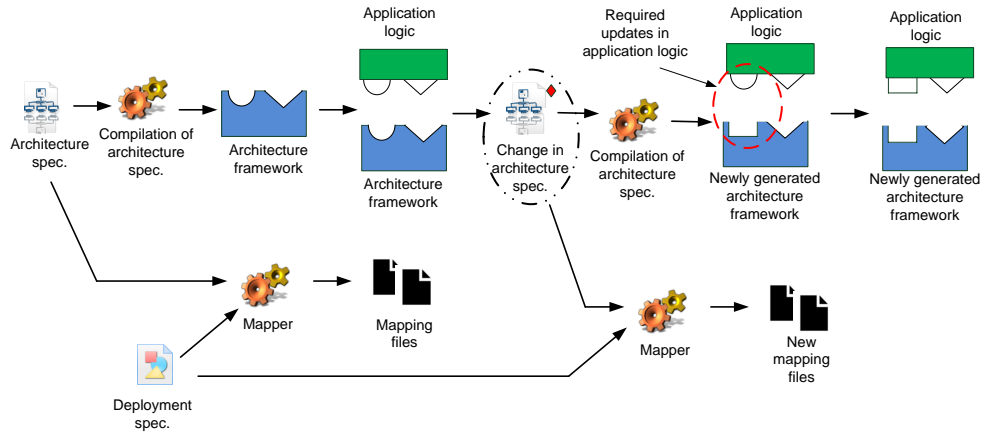 Application
logic
Required
updates in
application logic
Application
logic
Application
logic
Architecture
spec.
Compilation of
architecture spec.
Architecture
framework
Architecture
framework
Change in
architecture
spec.
Compilation of
architecture
spec.
Newly generated
architecture
framework
Newly generated
architecture
framework
Mapper
Mapping
files
Mapper
New
mapping
files
Deployment
spec.